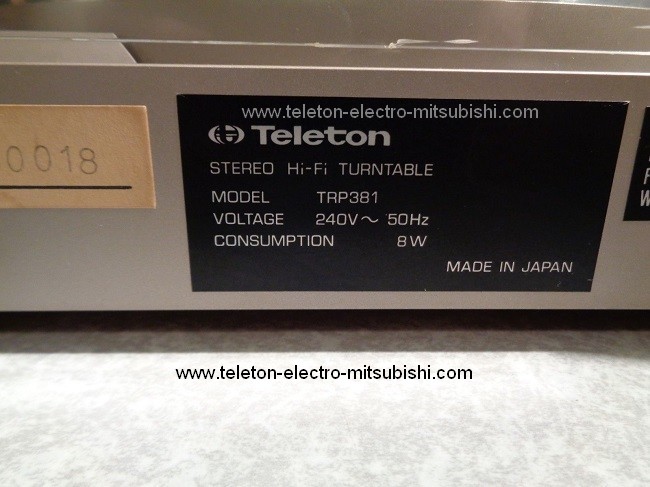 www.teleton-electro-mitsubishi.com
Teleton
0018
STEREO Hi-Fi TURNTABLE
MODEL TRP381
VOLTAGE 240V～ 50Hz
CONSUMPTION 8W
MADE IN JAPAN
www.teleton-electro-mitsubishi.com